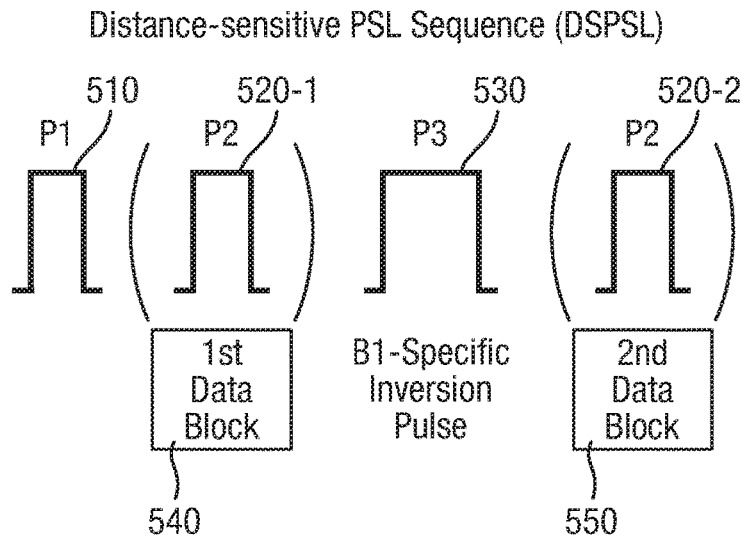 Distance-sensitive PSL Sequence (DSPSL)
510 520-1 530 520-2
P1 P2 P3 P2
1st Data Block
B1-Specific Inversion Pulse
2nd Data Block
540 550